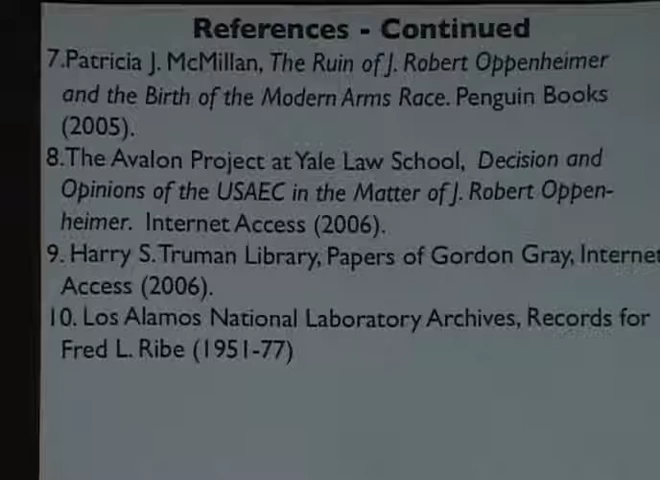 References - Continued
7.Patricia J. McMillan, The Ruin of J. Robert Oppenheimer
and the Birth of the Modern Arms Race. Penguin Books
(2005).
8.The Avalon Project at Yale Law School, Decision and
Opinions of the USAEC in the Matter of J. Robert Oppen-
heimer. Internet Access (2006).
9. Harry S. Truman Library, Papers of Gordon Gray, Internet
Access (2006).
10. Los Alamos National Laboratory Archives, Records for
Fred L. Ribe (1951-77)